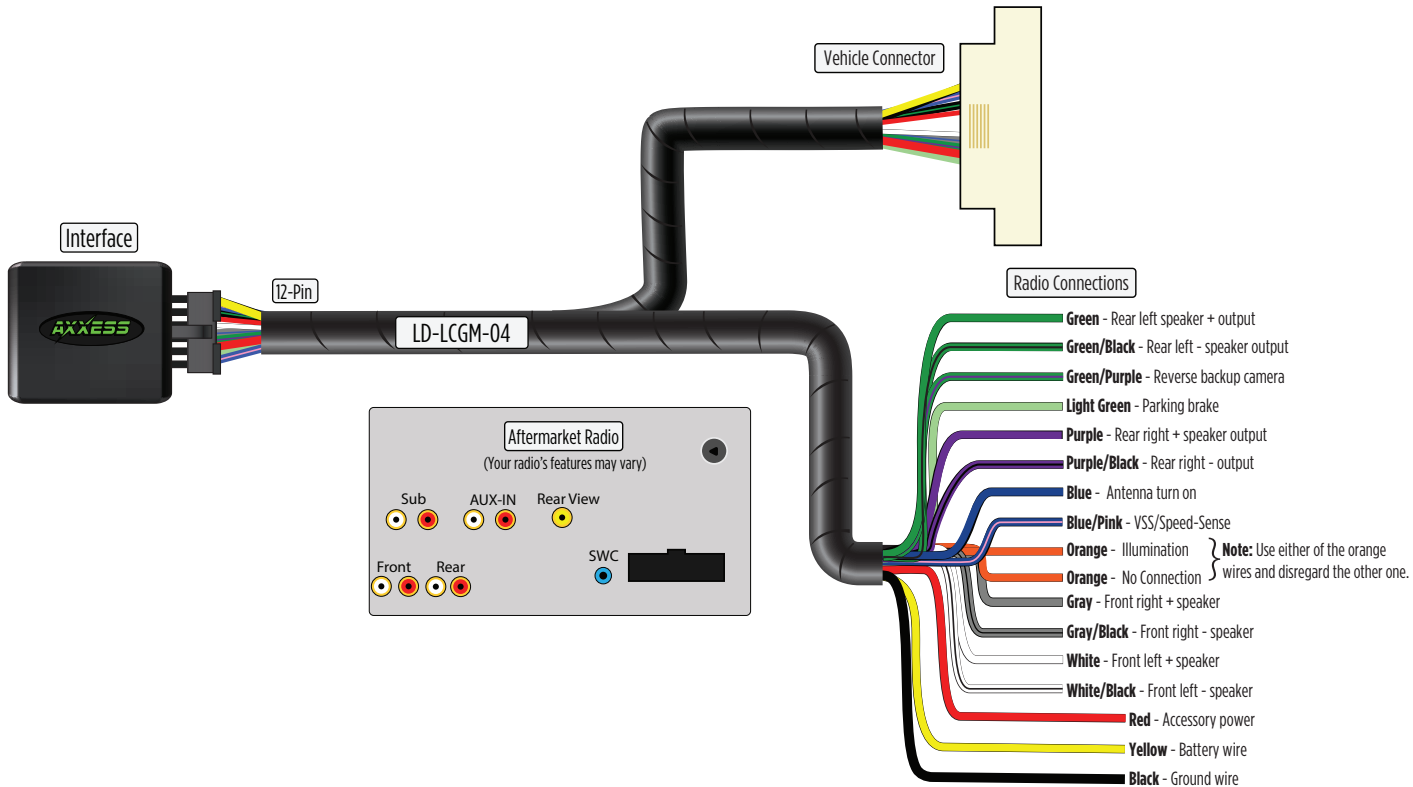 Vehicle Connector
Interface
AXXESS
12-Pin
LD-LCGM-04
Radio Connections
Green - Rear left speaker + output
Green/Black - Rear left - speaker output
Green/Purple - Reverse backup camera
Light Green - Parking brake
Purple - Rear right + speaker output
Purple/Black - Rear right - output
Blue - Antenna turn on
Blue/Pink - VSS/Speed-Sense
Orange - Illumination
Orange - No Connection
Note: Use either of the orange
wires and disregard the other one.
Gray - Front right + speaker
Gray/Black - Front right - speaker
White - Front left + speaker
White/Black - Front left - speaker
Red - Accessory power
Yellow - Battery wire
Black - Ground wire
Aftermarket Radio
(Your radio's features may vary)
Sub
AUX-IN
Rear View
SWC
Front
Rear